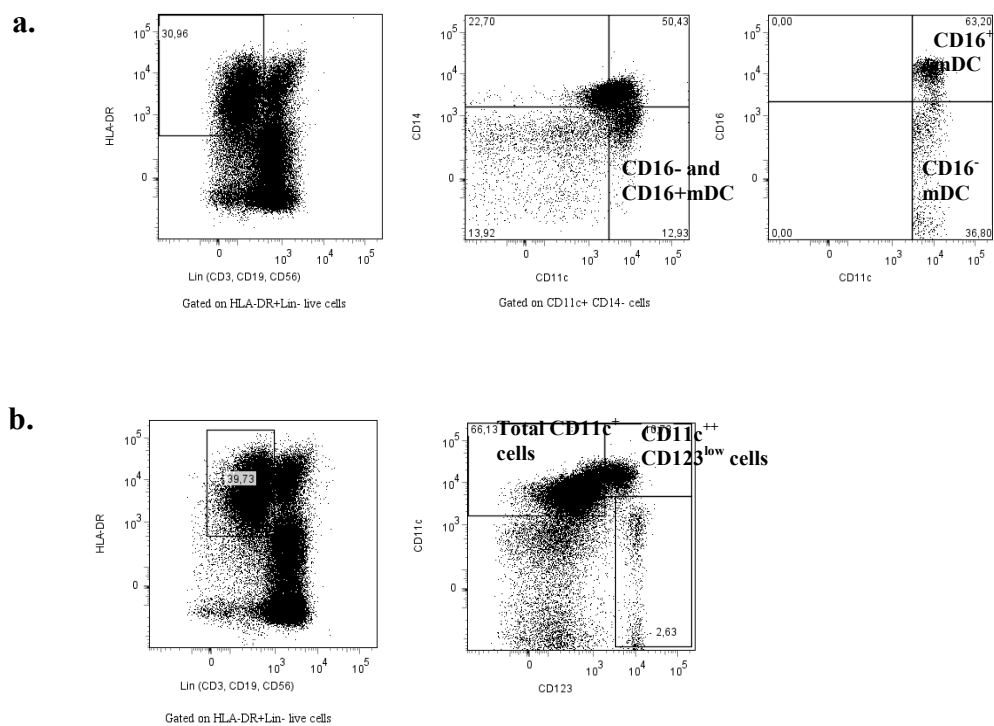 a.
30,96
10⁵
10⁴
10³
0
HLA-DR
0 10³ 10⁴ 10⁵
Lin (CD3, CD19, CD56)
Gated on HLA-DR+Lin- live cells
22,70 50,43
10⁵
10⁴
10³
0
CD14
CD16- and
CD16+mDC
13,92 12,93
0 10³ 10⁴ 10⁵
CD11c
Gated on CD11c+ CD14- cells
0,00 63,20
CD16⁺
mDC
10⁵
10⁴
10³
0
CD16
CD16⁻
mDC
0,00 36,80
0 10³ 10⁴ 10⁵
CD11c
b.
10⁵
10⁴
10³
0
39,73
HLA-DR
0 10³ 10⁴ 10⁵
Lin (CD3, CD19, CD56)
Gated on HLA-DR+Lin- live cells
66,13
Total CD11c⁺
cells
CD11c⁺⁺
CD123ˡᵒʷ cells
10⁵
10⁴
10³
0
CD11c
2,63
0 10³ 10⁴ 10⁵
CD123